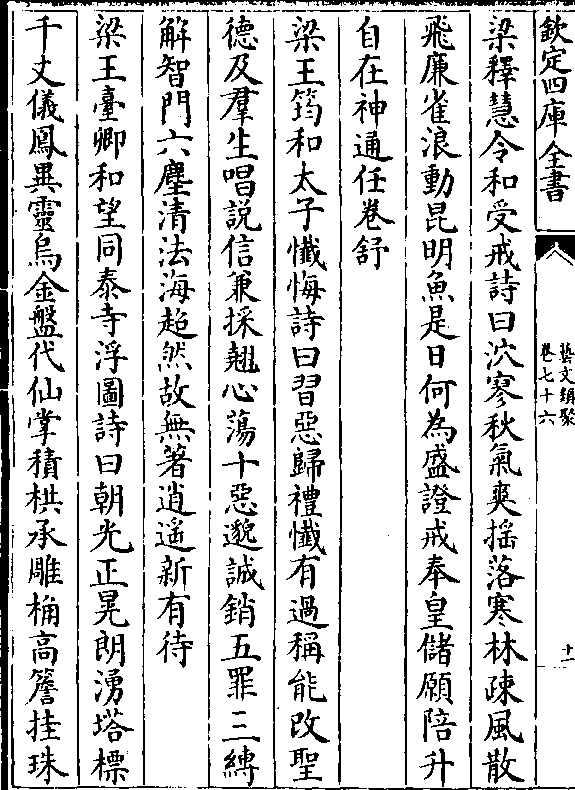 欽定四庫全書
藝文類聚
卷七十六
十一
梁釋慧令和受戒詩曰泬寥秋氣爽揺落寒林疎風散
飛廉雀浪動昆明魚是日何為盛證戒奉皇儲願陪升
自在神通任卷舒
梁王筠和太子懺悔詩曰習惡歸禮懺有過稱能改聖
德及羣生唱說信兼採翹心蕩十惡邈誠銷五罪三縛
解智門六塵清法海超然故無著逍遥新有待
梁王臺卿和望同泰寺浮圖詩曰朝光正晃朗湧塔標
千丈儀鳳異靈烏金盤代仙掌積栱承雕桷高簷挂珠